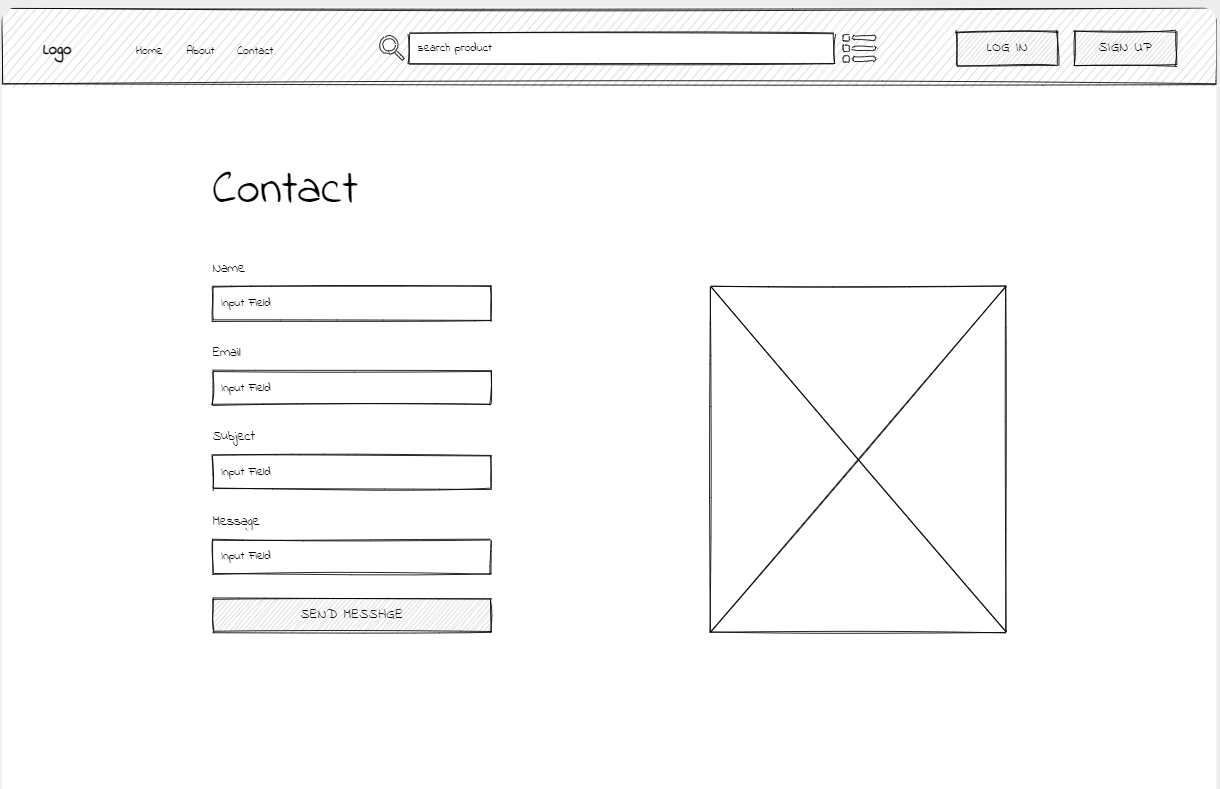 Logo Home About Contact search product LOG IN SIGN UP
Contact
Name
Input Field
Email
Input Field
Subject
Input Field
Message
Input Field
SEND MESSAGE